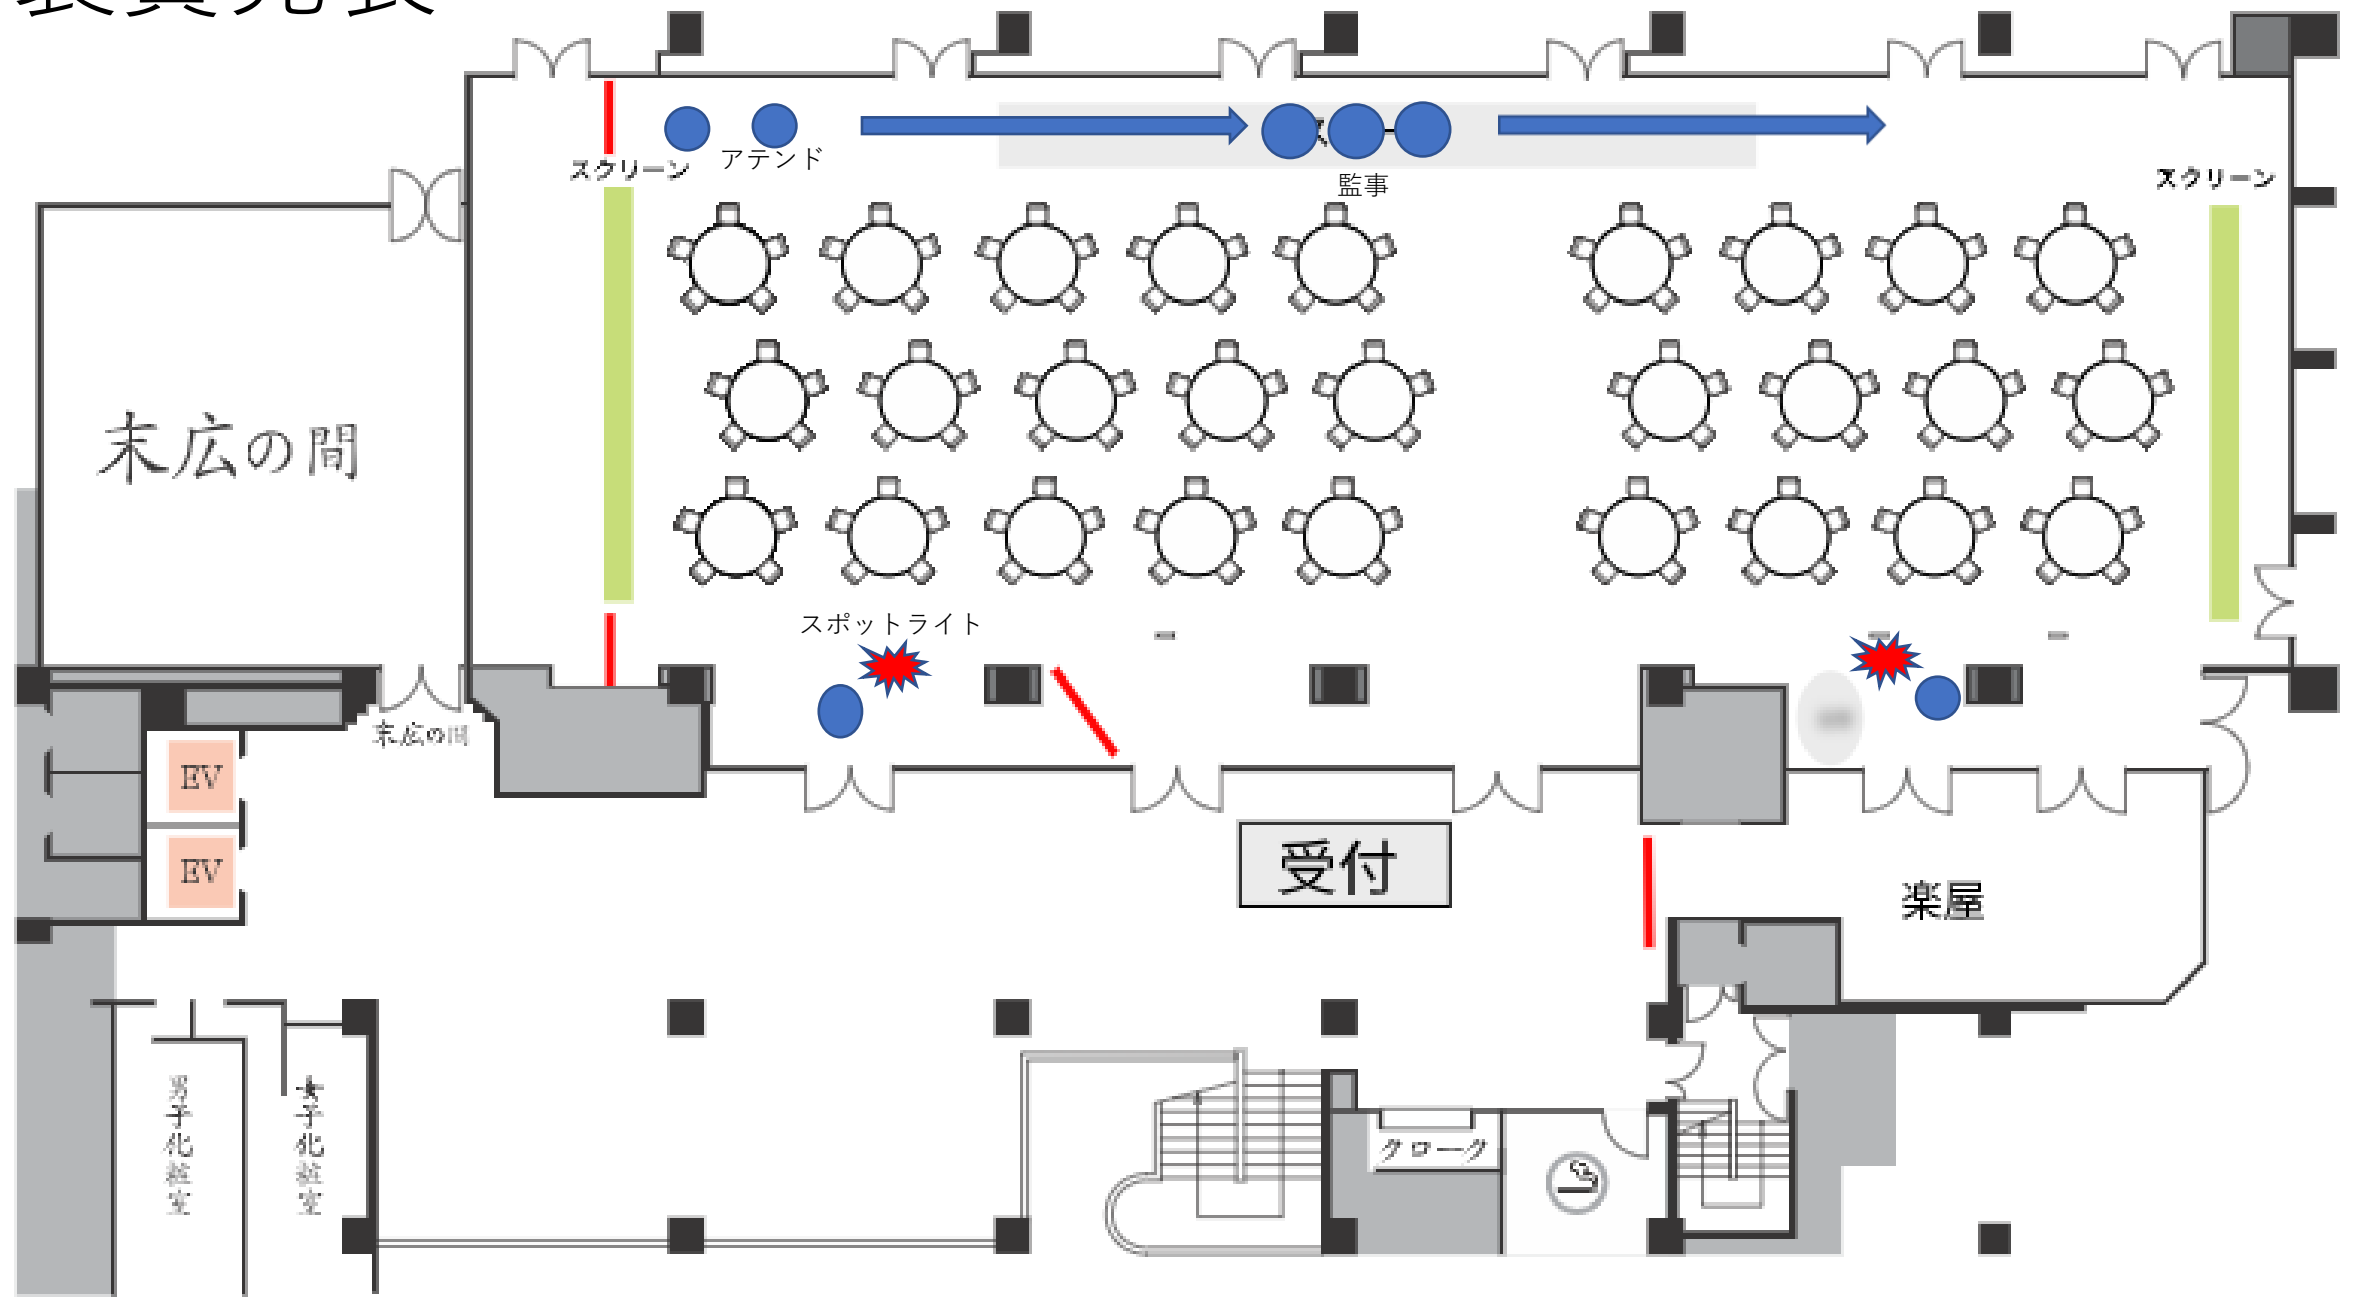 アテンド
スクリーン
監事
スクリーン
末広の間
スポットライト
末広の間
EV
受付
EV
楽屋
男子化粧室
女子化粧室
クローク